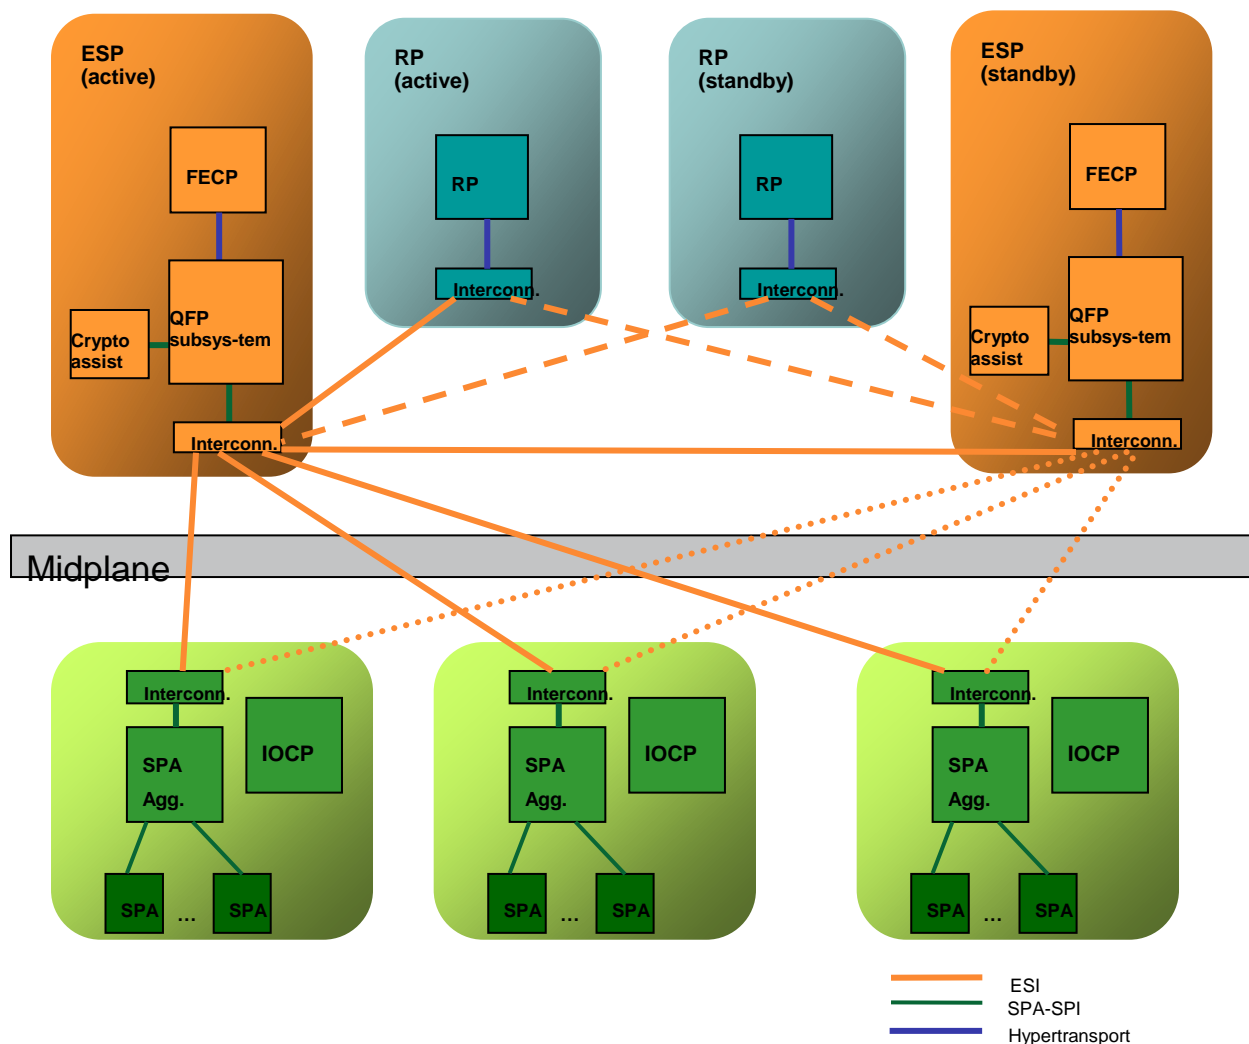 ESP
(active)
RP
(active)
RP
(standby)
ESP
(standby)
FECP
RP
RP
FECP
Interconn.
Interconn.
QFP
subsys-tem
Crypto
assist
QFP
subsys-tem
Crypto
assist
Interconn.
Interconn.
Midplane
Interconn.
IOCP
SPA
Agg.
SPA
...
SPA
Interconn.
IOCP
SPA
Agg.
SPA
...
SPA
Interconn.
IOCP
SPA
Agg.
SPA
...
SPA
ESI
SPA-SPI
Hypertransport